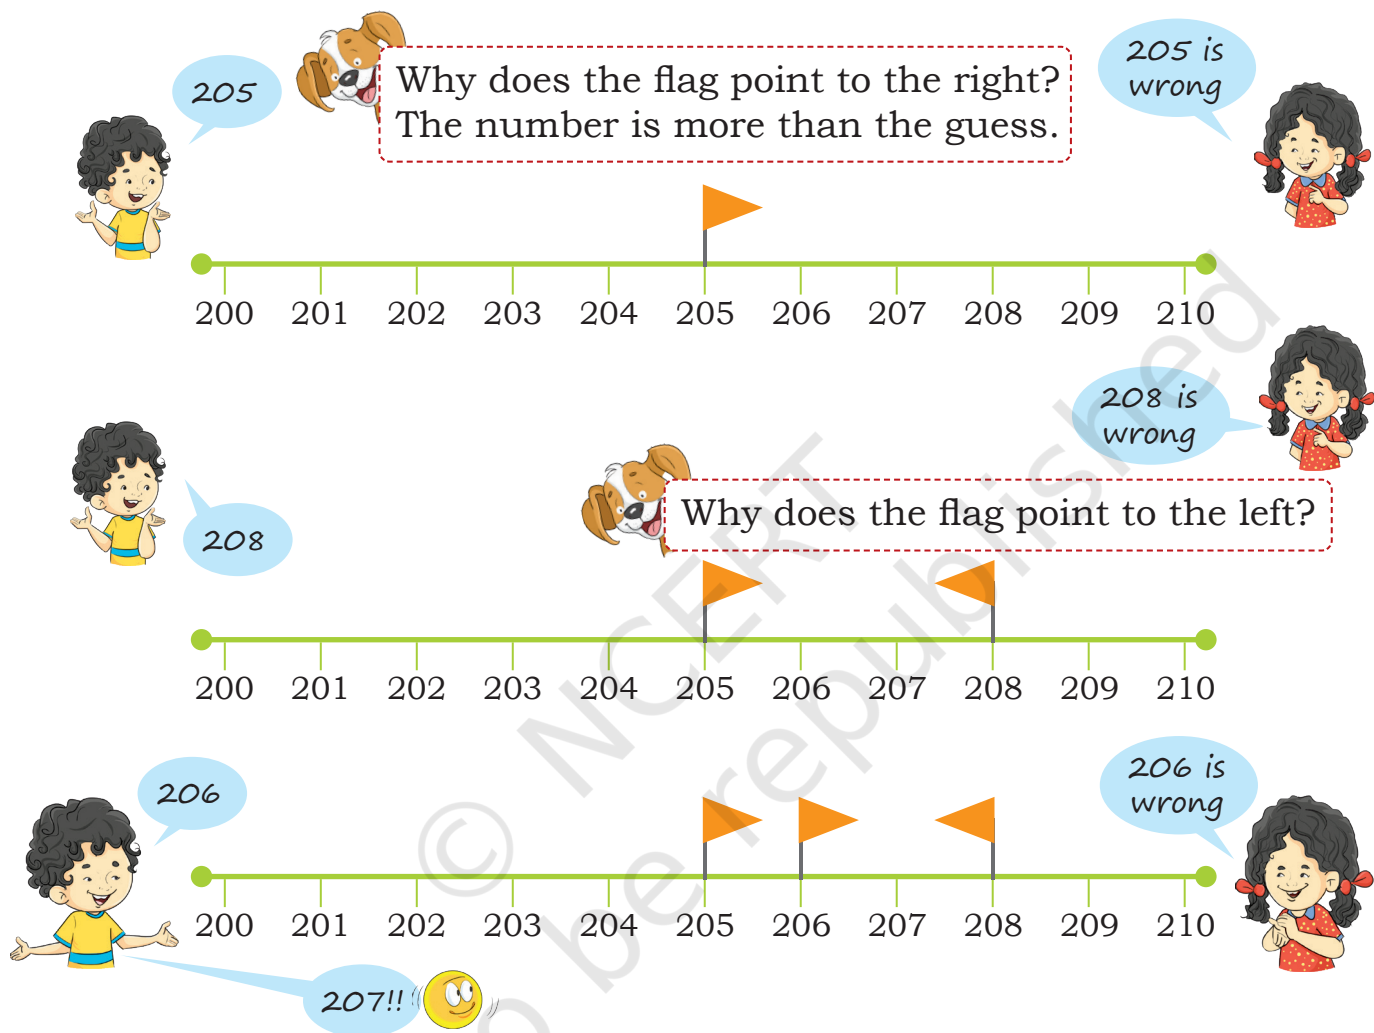 205
Why does the flag point to the right?
The number is more than the guess.
205 is
wrong
200 201 202 203 204 205 206 207 208 209 210
208
208 is
wrong
Why does the flag point to the left?
200 201 202 203 204 205 206 207 208 209 210
206
206 is
wrong
200 201 202 203 204 205 206 207 208 209 210
207!!
© NCERT
o be republished